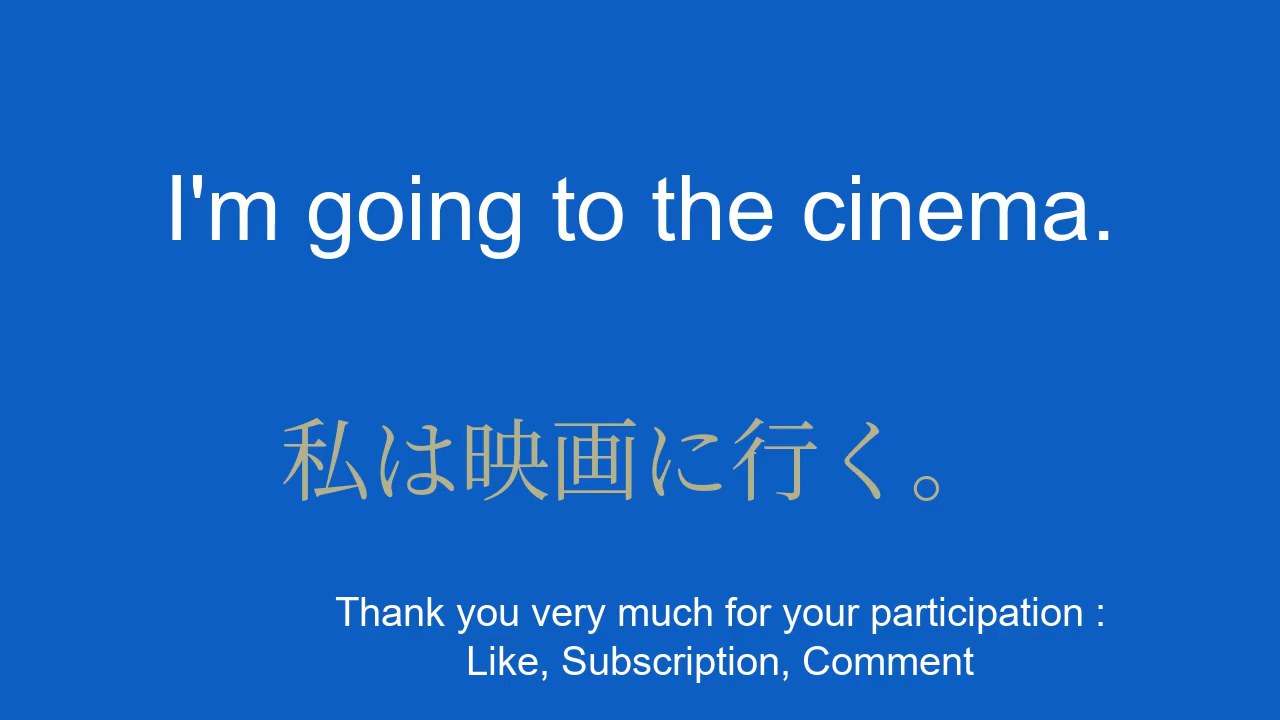 I'm going to the cinema.
私は映画に行く。
Thank you very much for your participation :
Like, Subscription, Comment